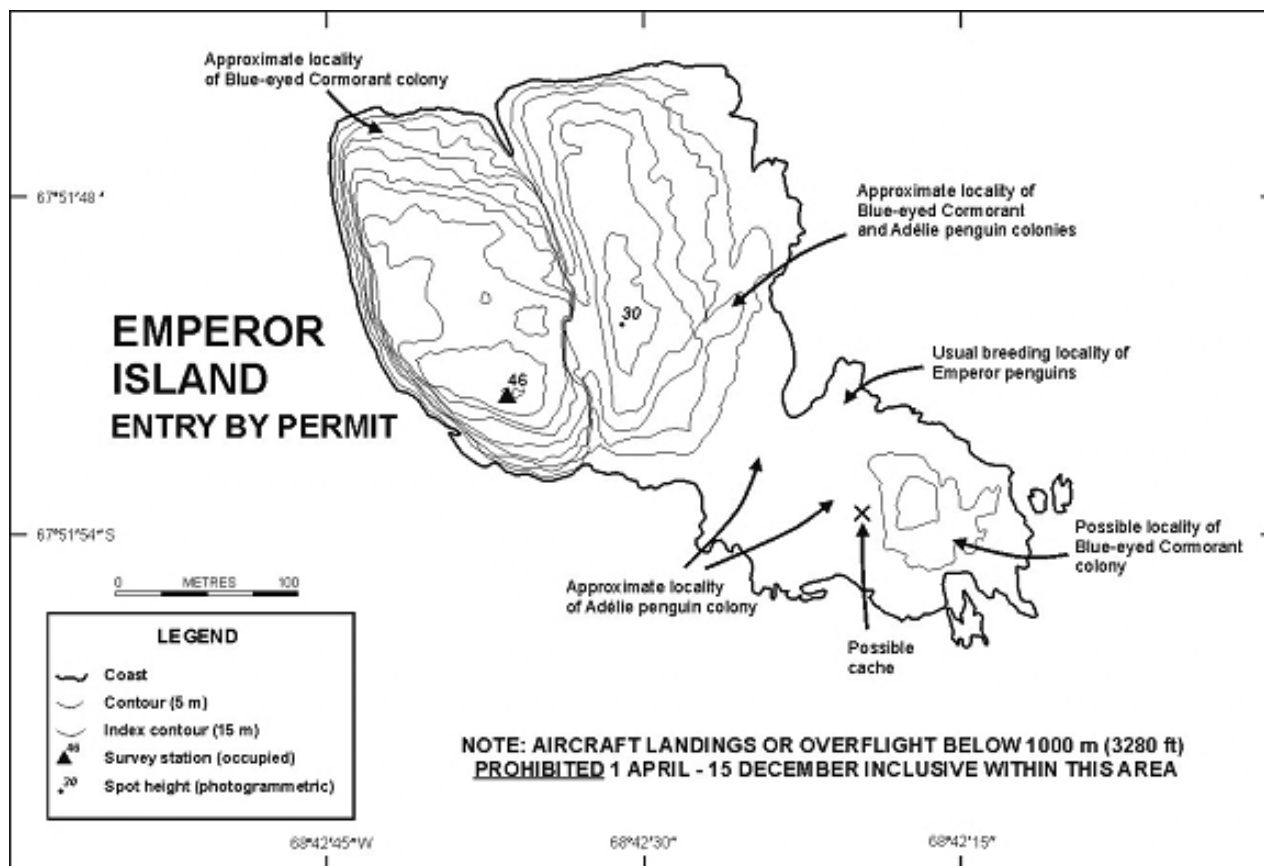 Approximate locality
of Blue-eyed Cormorant colony
67°51'48"
Approximate locality of
Blue-eyed Cormorant
and Adélie penguin colonies
EMPEROR
ISLAND
ENTRY BY PERMIT
30
46
Usual breeding locality of
Emperor penguins
67°51'54" S
Possible locality of
Blue-eyed Cormorant
colony
0 METRES 100
Approximate locality
of Adélie penguin colony
Possible
cache
LEGEND
Coast
Contour (5 m)
Index contour (15 m)
46
Survey station (occupied)
30
Spot height (photogrammetric)
NOTE: AIRCRAFT LANDINGS OR OVERFLIGHT BELOW 1000 m (3280 ft)
PROHIBITED 1 APRIL - 15 DECEMBER INCLUSIVE WITHIN THIS AREA
68°42'45" W
68°42'30"
68°42'15"